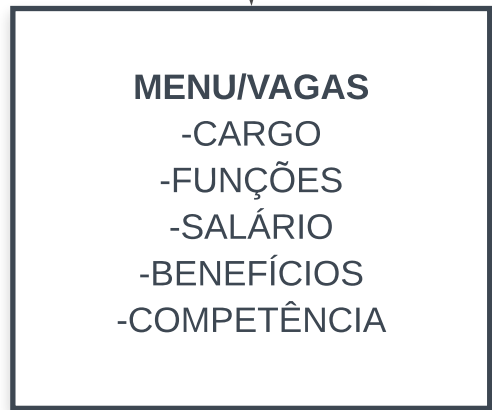 MENU/VAGAS
-CARGO
-FUNÇÕES
-SALÁRIO
-BENEFÍCIOS
-COMPETÊNCIA